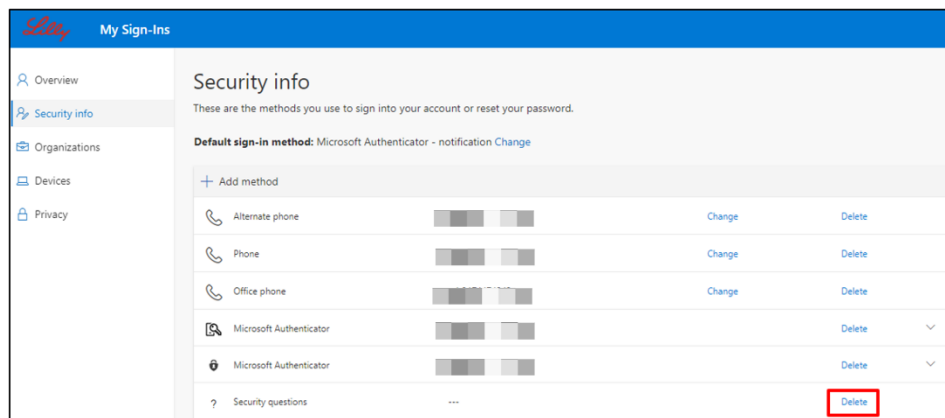 Lilly My Sign-Ins
Overview
Security info
Organizations
Devices
Privacy
Security info
These are the methods you use to sign into your account or reset your password.
Default sign-in method: Microsoft Authenticator - notification Change
+ Add method
Alternate phone Change Delete
Phone Change Delete
Office phone Change Delete
Microsoft Authenticator Delete
Microsoft Authenticator Delete
? Security questions --- Delete